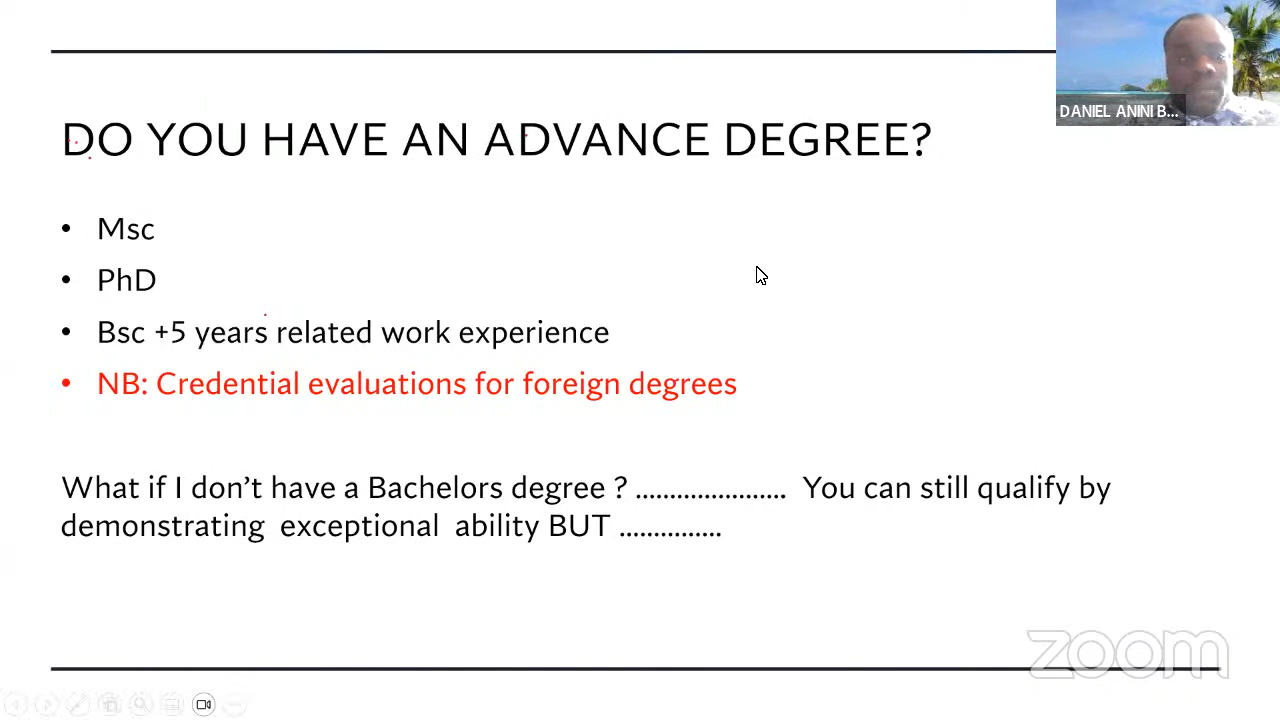 DANIEL ANINI B...
DO YOU HAVE AN ADVANCE DEGREE?
• Msc
• PhD
• Bsc +5 years related work experience
• NB: Credential evaluations for foreign degrees
What if I don’t have a Bachelors degree ? ...................... You can still qualify by
demonstrating exceptional ability BUT ...............
zoom